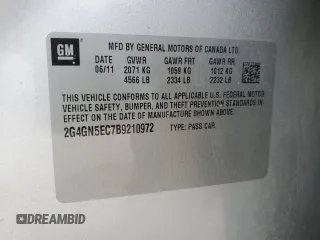 GM
MFD BY GENERAL MOTORS OF CANADA LTD.
DATE GVWR GAWR FRT GAWR RR
06/11 2071 KG 1059 KG 1012 KG
4566 LB 2334 LB 2232 LB
THIS VEHICLE CONFORMS TO ALL APPLICABLE U.S. FEDERAL MOTOR
VEHICLE SAFETY, BUMPER, AND THEFT PREVENTION STANDARDS IN
EFFECT ON THE DATE OF MANUFACTURE SHOWN ABOVE.
2G4GN5EC7B9210972 TYPE: PASS CAR
DREAMBID